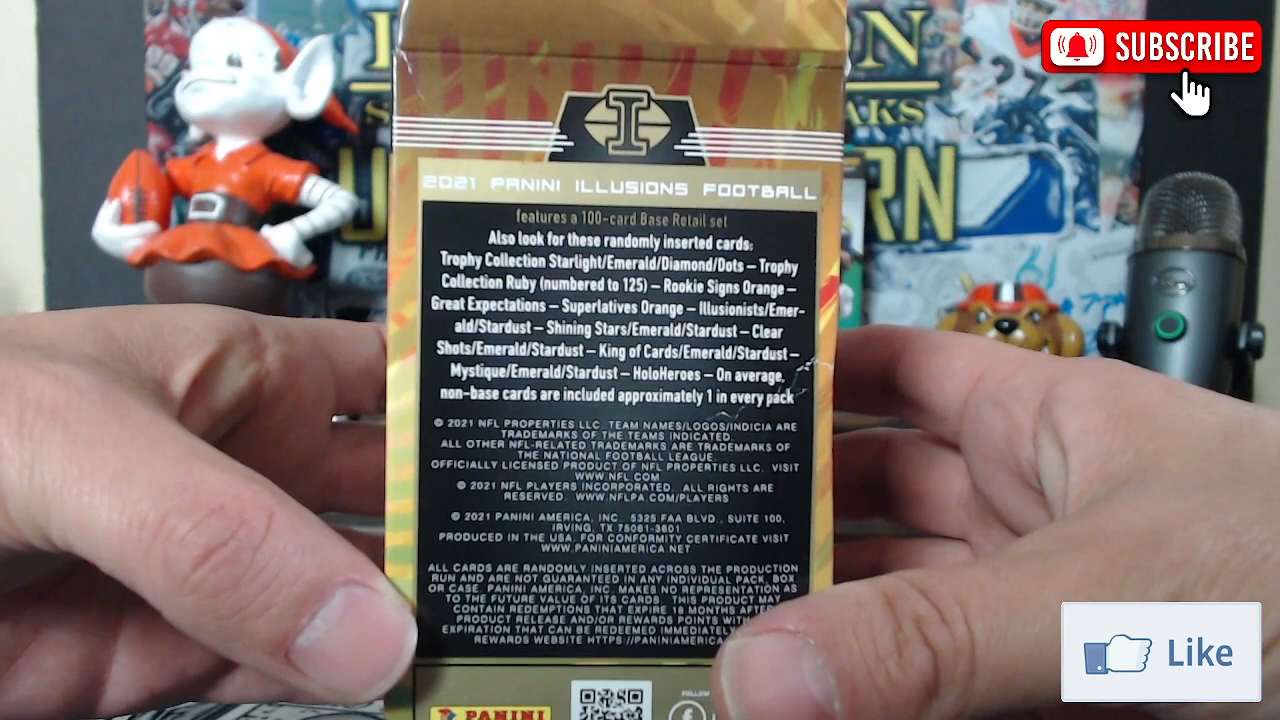 SUBSCRIBE
I
2021 PANINI ILLUSIONS FOOTBALL
features a 100-card Base Retail set
Also look for these randomly inserted cards:
Trophy Collection Starlight/Emerald/Diamond/Dots – Trophy
Collection Ruby (numbered to 125) – Rookie Signs Orange –
Great Expectations – Superlatives Orange – Illusionists/Emer-
ald/Stardust – Shining Stars/Emerald/Stardust – Clear
Shots/Emerald/Stardust – King of Cards/Emerald/Stardust –
Mystique/Emerald/Stardust – HoloHeroes – On average,
non-base cards are included approximately 1 in every pack
© 2021 NFL PROPERTIES LLC. TEAM NAMES/LOGOS/INDICIA ARE
TRADEMARKS OF THE TEAMS INDICATED.
ALL OTHER NFL-RELATED TRADEMARKS ARE TRADEMARKS OF
THE NATIONAL FOOTBALL LEAGUE.
OFFICIALLY LICENSED PRODUCT OF NFL PROPERTIES LLC. VISIT
WWW.NFL.COM
© 2021 NFL PLAYERS INCORPORATED. ALL RIGHTS ARE
RESERVED. WWW.NFLPA.COM/PLAYERS
© 2021 PANINI AMERICA, INC. 5325 FAA BLVD., SUITE 100,
IRVING, TX 75061-3601
PRODUCED IN THE USA. FOR CONFORMITY CERTIFICATE VISIT
WWW.PANINIAMERICA.NET
ALL CARDS ARE RANDOMLY INSERTED ACROSS THE PRODUCTION
RUN AND ARE NOT GUARANTEED IN ANY INDIVIDUAL PACK, BOX
OR CASE. PANINI AMERICA, INC. MAKES NO REPRESENTATION AS
TO THE FUTURE VALUE OF ITS CARDS. THIS PRODUCT MAY
CONTAIN REDEMPTIONS THAT EXPIRE 18 MONTHS AFTER
PRODUCT RELEASE AND/OR REWARDS POINTS WITH
EXPIRATION THAT CAN BE REDEEMED IMMEDIATELY
REWARDS WEBSITE HTTPS://PANINIAMERICA
PANINI
FOLLOW
Like